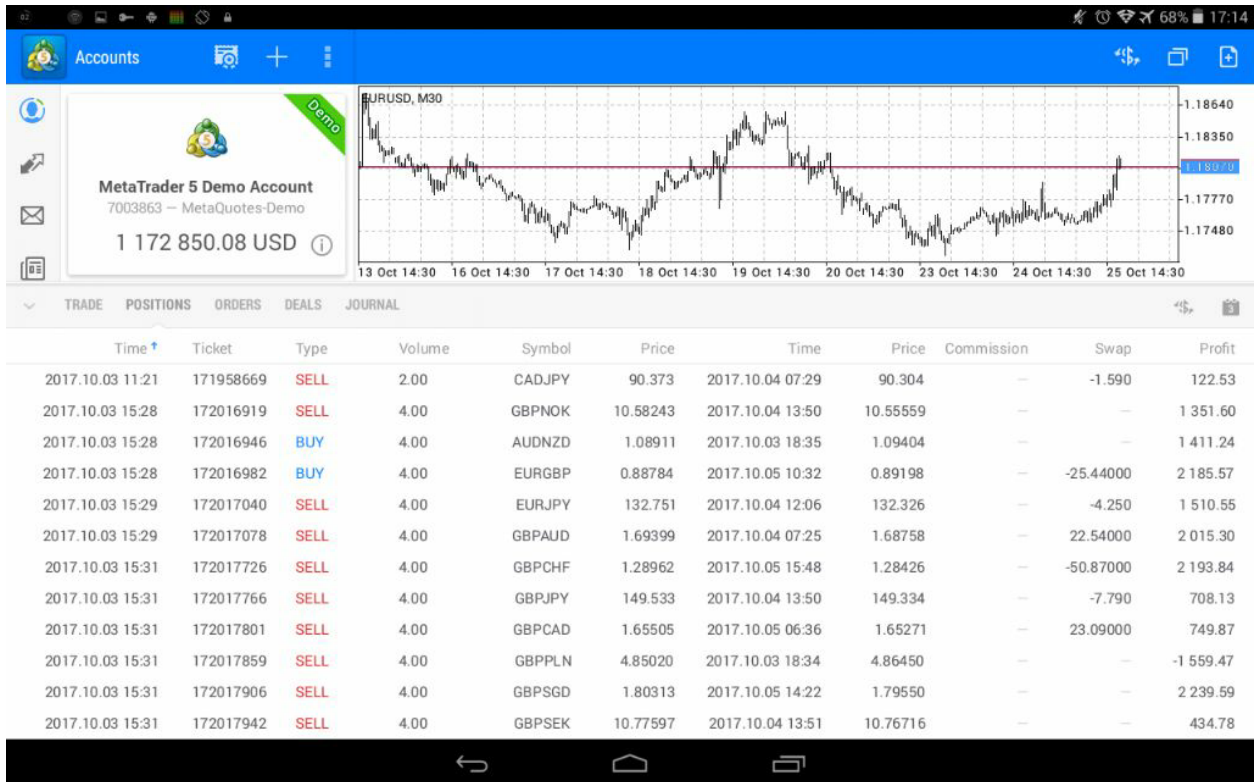 68% 17:14
Accounts
Demo
MetaTrader 5 Demo Account
7003863 — MetaQuotes-Demo
1 172 850.08 USD
EURUSD, M30
1.18640
1.18350
1.18070
1.17770
1.17480
13 Oct 14:30 16 Oct 14:30 17 Oct 14:30 18 Oct 14:30 19 Oct 14:30 20 Oct 14:30 23 Oct 14:30 24 Oct 14:30 25 Oct 14:30
TRADE POSITIONS ORDERS DEALS JOURNAL
Time Ticket Type Volume Symbol Price Time Price Commission Swap Profit
2017.10.03 11:21 171958669 SELL 2.00 CADJPY 90.373 2017.10.04 07:29 90.304 — -1.590 122.53
2017.10.03 15:28 172016919 SELL 4.00 GBPNOK 10.58243 2017.10.04 13:50 10.55559 — — 1 351.60
2017.10.03 15:28 172016946 BUY 4.00 AUDNZD 1.08911 2017.10.03 18:35 1.09404 — — 1 411.24
2017.10.03 15:28 172016982 BUY 4.00 EURGBP 0.88784 2017.10.05 10:32 0.89198 — -25.44000 2 185.57
2017.10.03 15:29 172017040 SELL 4.00 EURJPY 132.751 2017.10.04 12:06 132.326 — -4.250 1 510.55
2017.10.03 15:29 172017078 SELL 4.00 GBPAUD 1.69399 2017.10.04 07:25 1.68758 — 22.54000 2 015.30
2017.10.03 15:31 172017726 SELL 4.00 GBPCHF 1.28962 2017.10.05 15:48 1.28426 — -50.87000 2 193.84
2017.10.03 15:31 172017766 SELL 4.00 GBPJPY 149.533 2017.10.04 13:50 149.334 — -7.790 708.13
2017.10.03 15:31 172017801 SELL 4.00 GBPCAD 1.65505 2017.10.05 06:36 1.65271 — 23.09000 749.87
2017.10.03 15:31 172017859 SELL 4.00 GBPPLN 4.85020 2017.10.03 18:34 4.86450 — — -1 559.47
2017.10.03 15:31 172017906 SELL 4.00 GBPSGD 1.80313 2017.10.05 14:22 1.79550 — — 2 239.59
2017.10.03 15:31 172017942 SELL 4.00 GBPSEK 10.77597 2017.10.04 13:51 10.76716 — — 434.78